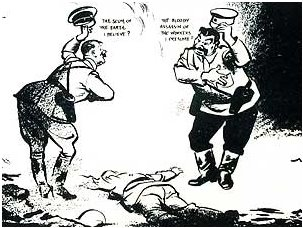 THE SCUM OF
THE EARTH,
I BELIEVE?
THE BLOODY
ASSASSIN OF
THE WORKERS,
I PRESUME?